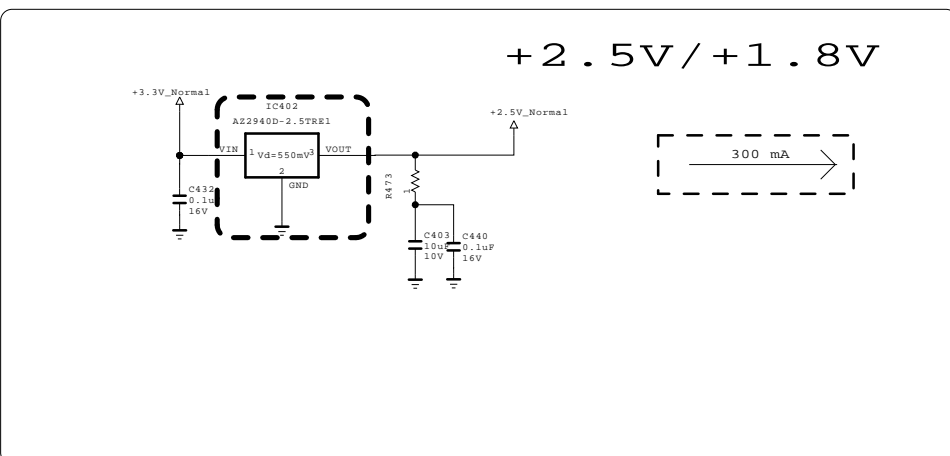 +2.5V/+1.8V
+3.3V_Normal
IC402
AZ2940D-2.5TRE1
+2.5V_Normal
VIN
1
Vd=550mV
3
VOUT
2
GND
300 mA
R473
1
C432
0.1u
16V
C403
10uF
10V
C440
0.1uF
16V